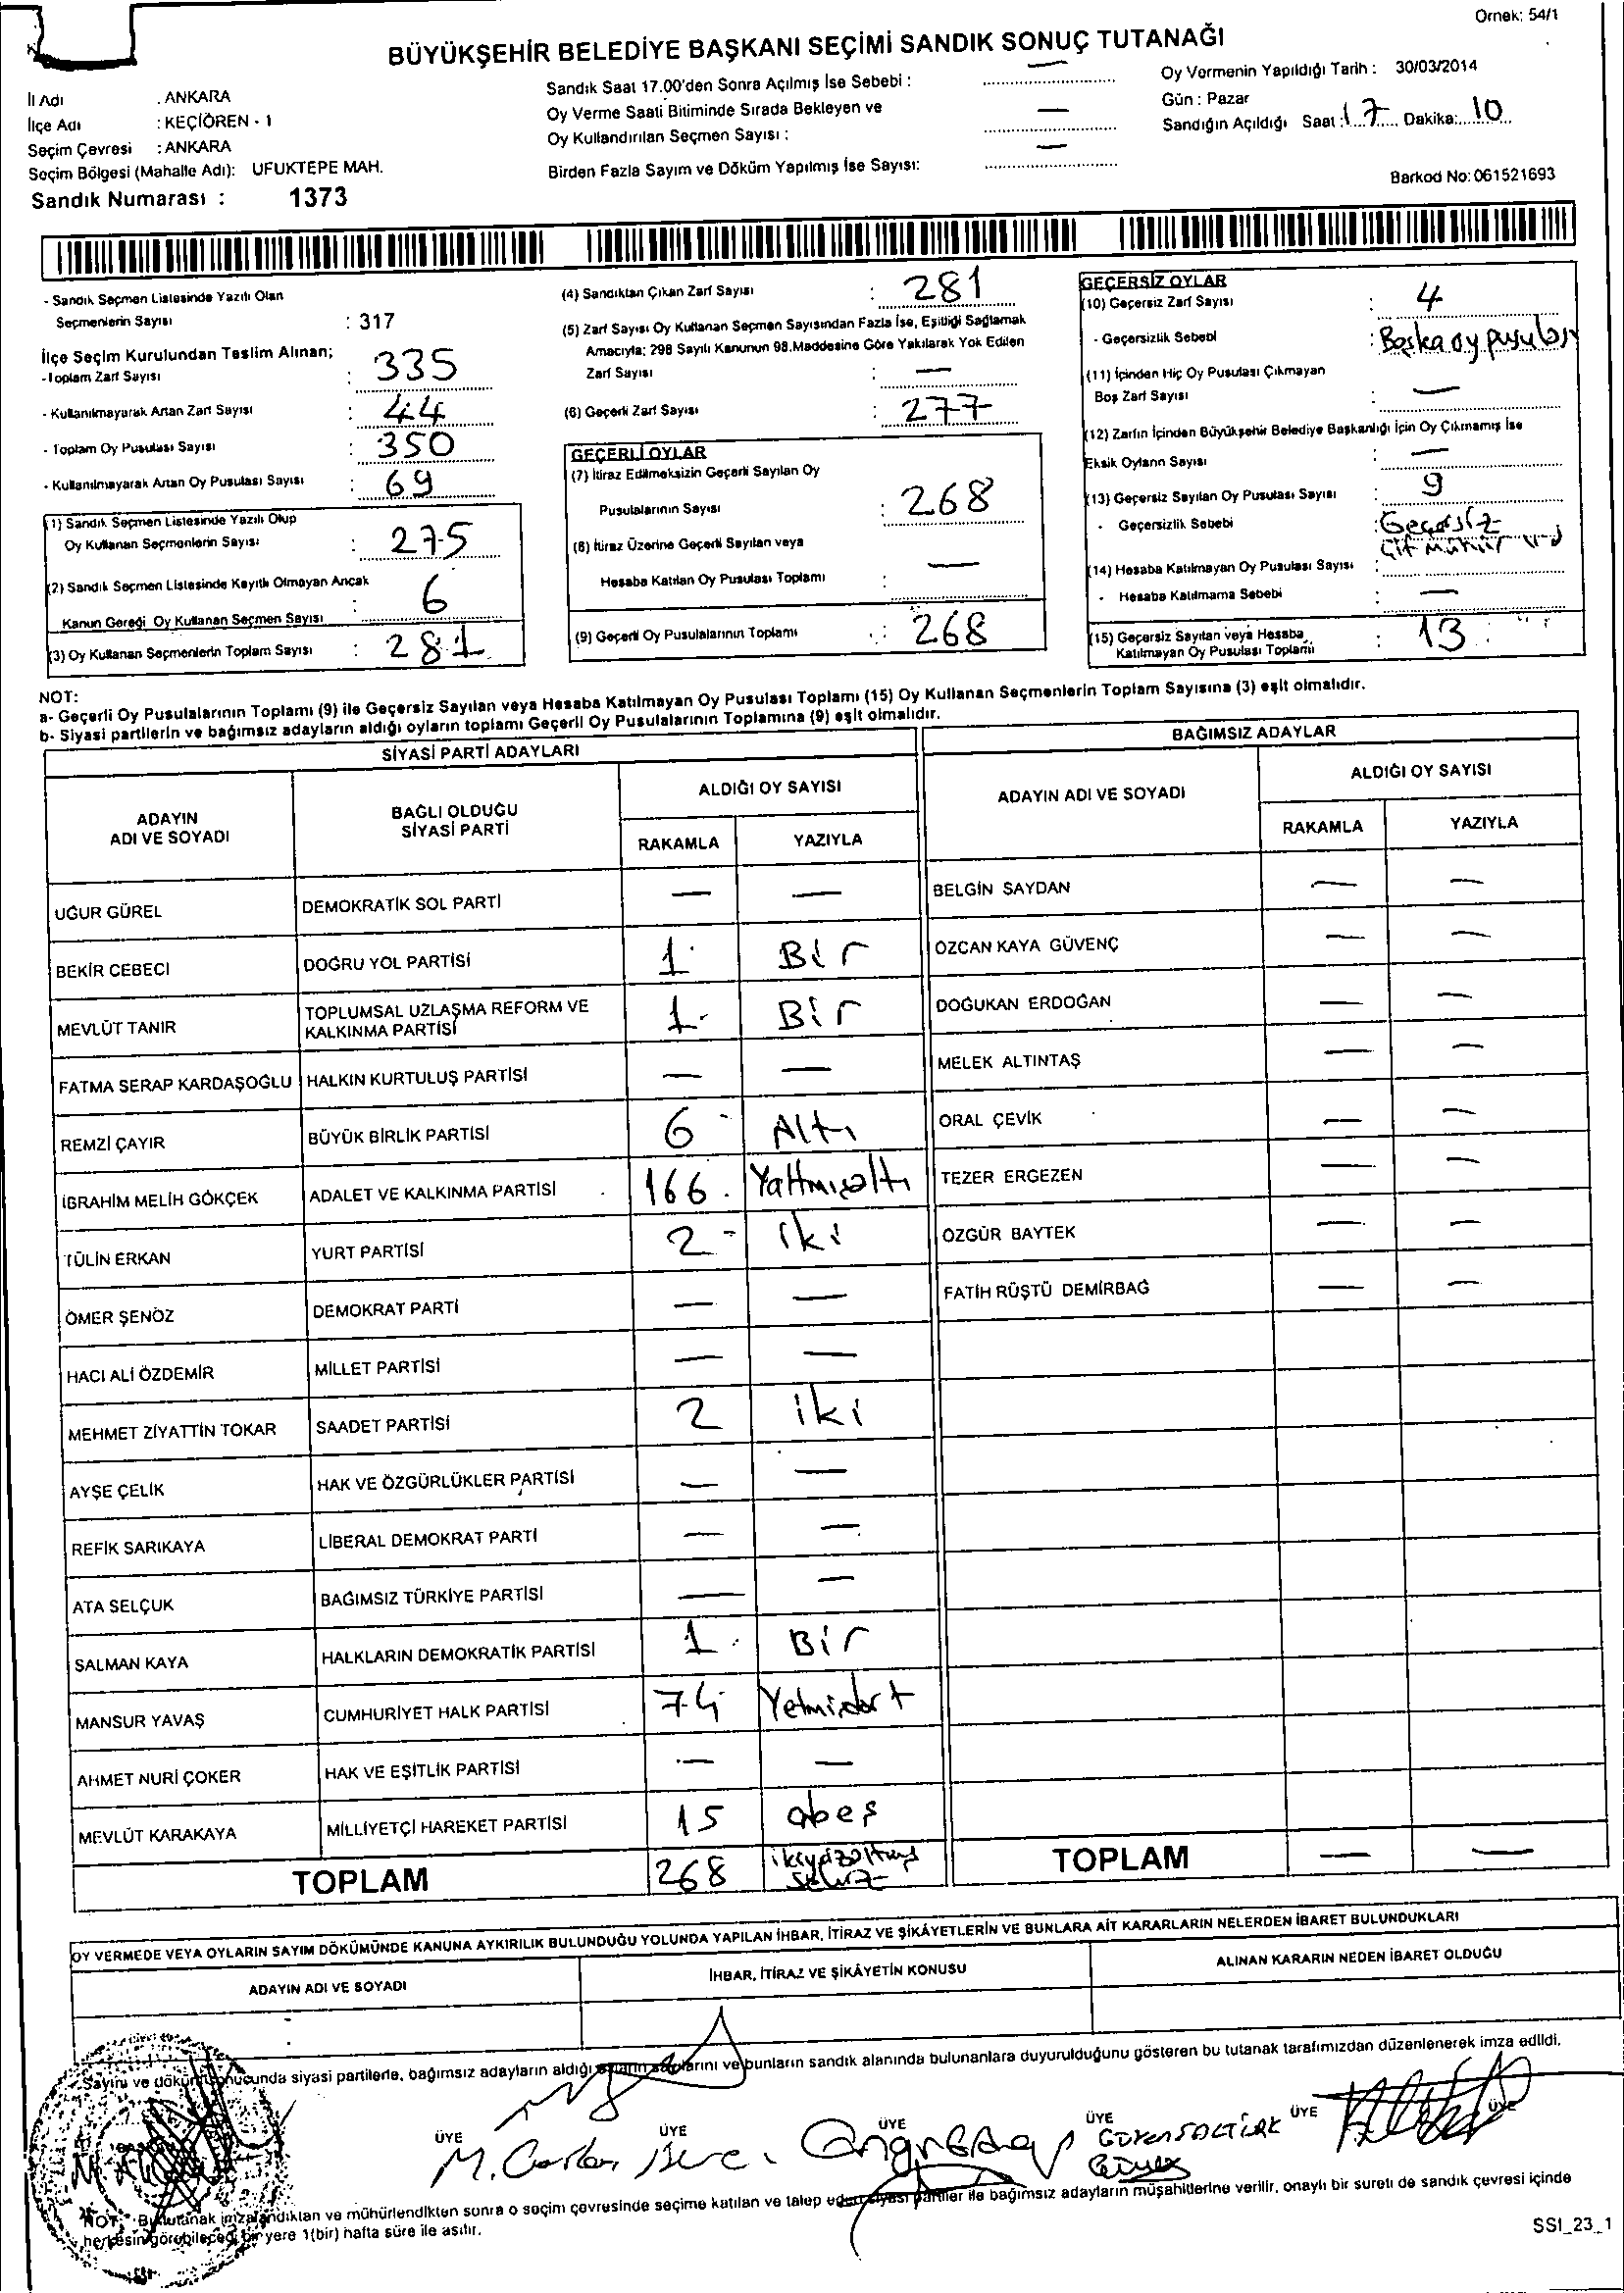 Örnek: 54/1
BÜYÜKŞEHİR BELEDİYE BAŞKANI SEÇİMİ SANDIK SONUÇ TUTANAĞI
İl Adı : ANKARA
İlçe Adı : KEÇİÖREN - 1
Seçim Çevresi : ANKARA
Seçim Bölgesi (Mahalle Adı): UFUKTEPE MAH.
Sandık Numarası : 1373
Sandık Saat 17.00'den Sonra Açılmış İse Sebebi : —
Oy Verme Saati Bitiminde Sırada Bekleyen ve
Oy Kullandırılan Seçmen Sayısı : —
Birden Fazla Sayım ve Döküm Yapılmış İse Sayısı: —
Oy Vermenin Yapıldığı Tarih : 30/03/2014
Gün : Pazar
Sandığın Açıldığı Saat : 17 Dakika: 10
Barkod No: 061521693
- Sandık Seçmen Listesinde Yazılı Olan
Seçmenlerin Sayısı : 317
İlçe Seçim Kurulundan Teslim Alınan;
- Toplam Zarf Sayısı : 335
- Kullanılmayarak Artan Zarf Sayısı : 44
- Toplam Oy Pusulası Sayısı : 350
- Kullanılmayarak Artan Oy Pusulası Sayısı : 69
(1) Sandık Seçmen Listesinde Yazılı Olup
Oy Kullanan Seçmenlerin Sayısı : 275
(2) Sandık Seçmen Listesinde Kayıtlı Olmayan Ancak
Kanun Gereği Oy Kullanan Seçmen Sayısı : 6
(3) Oy Kullanan Seçmenlerin Toplam Sayısı : 281
(4) Sandıktan Çıkan Zarf Sayısı : 281
(5) Zarf Sayısı Oy Kullanan Seçmen Sayısından Fazla İse, Eşitliği Sağlamak
Amacıyla; 298 Sayılı Kanunun 98.Maddesine Göre Yakılarak Yok Edilen
Zarf Sayısı : —
(6) Geçerli Zarf Sayısı : 277
GEÇERLİ OYLAR
(7) İtiraz Edilmeksizin Geçerli Sayılan Oy
Pusulalarının Sayısı : 268
(8) İtiraz Üzerine Geçerli Sayılan veya
Hesaba Katılan Oy Pusulası Toplamı : —
(9) Geçerli Oy Pusulalarının Toplamı : 268
GEÇERSİZ OYLAR
(10) Geçersiz Zarf Sayısı : 4
- Geçersizlik Sebebi : Başka oy pusulası
(11) İçinden Hiç Oy Pusulası Çıkmayan
Boş Zarf Sayısı : —
(12) Zarfın İçinden Büyükşehir Belediye Başkanlığı İçin Oy Çıkmamış İse
Eksik Oyların Sayısı : —
(13) Geçersiz Sayılan Oy Pusulası Sayısı : 9
- Geçersizlik Sebebi : Geçersiz
Çift mühür
(14) Hesaba Katılmayan Oy Pusulası Sayısı :
- Hesaba Katılmama Sebebi : —
(15) Geçersiz Sayılan veya Hesaba
Katılmayan Oy Pusulası Toplamı : 13
NOT:
a- Geçerli Oy Pusulalarının Toplamı (9) ile Geçersiz Sayılan veya Hesaba Katılmayan Oy Pusulası Toplamı (15) Oy Kullanan Seçmenlerin Toplam Sayısına (3) eşit olmalıdır.
b- Siyasi partilerin ve bağımsız adayların aldığı oyların toplamı Geçerli Oy Pusulalarının Toplamına (9) eşit olmalıdır.
SİYASİ PARTİ ADAYLARI
ADAYIN ADI VE SOYADI BAĞLI OLDUĞU SİYASİ PARTİ ALDIĞI OY SAYISI
RAKAMLA YAZIYLA
UĞUR GÜREL DEMOKRATİK SOL PARTİ — —
BEKİR CEBECİ DOĞRU YOL PARTİSİ 1 Bir
MEVLÜT TANIR TOPLUMSAL UZLAŞMA REFORM VE KALKINMA PARTİSİ 1 Bir
FATMA SERAP KARDAŞOĞLU HALKIN KURTULUŞ PARTİSİ — —
REMZİ ÇAYIR BÜYÜK BİRLİK PARTİSİ 6 Altı
İBRAHİM MELİH GÖKÇEK ADALET VE KALKINMA PARTİSİ 166 Yatmışaltı
TÜLİN ERKAN YURT PARTİSİ 2 iki
ÖMER ŞENÖZ DEMOKRAT PARTİ — —
HACI ALİ ÖZDEMİR MİLLET PARTİSİ — —
MEHMET ZİYATTİN TOKAR SAADET PARTİSİ 2 iki
AYŞE ÇELİK HAK VE ÖZGÜRLÜKLER PARTİSİ — —
REFİK SARIKAYA LİBERAL DEMOKRAT PARTİ — —
ATA SELÇUK BAĞIMSIZ TÜRKİYE PARTİSİ — —
SALMAN KAYA HALKLARIN DEMOKRATİK PARTİSİ 1 Bir
MANSUR YAVAŞ CUMHURİYET HALK PARTİSİ 74 Yetmişdört
AHMET NURİ ÇOKER HAK VE EŞİTLİK PARTİSİ — —
MEVLÜT KARAKAYA MİLLİYETÇİ HAREKET PARTİSİ 15 onbeş
TOPLAM 268 ikiyüzaltmış sekiz
BAĞIMSIZ ADAYLAR
ADAYIN ADI VE SOYADI ALDIĞI OY SAYISI
RAKAMLA YAZIYLA
BELGİN SAYDAN — —
ÖZCAN KAYA GÜVENÇ — —
DOĞUKAN ERDOĞAN — —
MELEK ALTINTAŞ — —
ORAL ÇEVİK — —
TEZER ERGEZEN — —
ÖZGÜR BAYTEK — —
FATİH RÜŞTÜ DEMİRBAĞ — —
TOPLAM — —
OY VERMEDE VEYA OYLARIN SAYIM DÖKÜMÜNDE KANUNA AYKIRILIK BULUNDUĞU YOLUNDA YAPILAN İHBAR, İTİRAZ VE ŞİKÂYETLERİN VE BUNLARA AİT KARARLARIN NELERDEN İBARET BULUNDUKLARI
ADAYIN ADI VE SOYADI İHBAR, İTİRAZ VE ŞİKÂYETİN KONUSU ALINAN KARARIN NEDEN İBARET OLDUĞU
Sayım ve döküm sonucunda siyasi partilerle, bağımsız adayların aldığı oyların sayılarını ve bunların sandık alanında bulunanlara duyurulduğunu gösteren bu tutanak tarafımızdan düzenlenerek imza edildi.
ÜYE ÜYE ÜYE ÜYE ÜYE ÜYE
NOT: Bu tutanak imzalandıktan ve mühürlendikten sonra o seçim çevresinde seçime katılan ve talep eden siyasi partiler ile bağımsız adayların müşahitlerine verilir, onaylı bir sureti de sandık çevresi içinde
herkesin görebileceği bir yere 1(bir) hafta süre ile asılır.
SSI_23_1